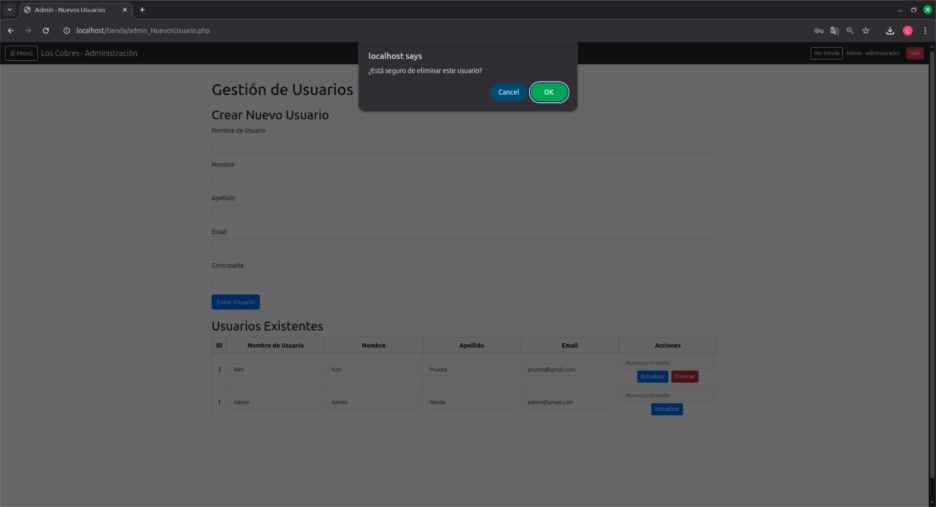 Admin - Nuevos Usuarios
localhost/tienda/admin_NuevosUsuario.php
L
☰ Menú
Los Cobres - Administración
Ver tienda
Admin - administrador
Salir
localhost says
¿Está seguro de eliminar este usuario?
Cancel
OK
Gestión de Usuarios
Crear Nuevo Usuario
Nombre de Usuario
Nombre
Apellido
Email
Contraseña
Crear Usuario
Usuarios Existentes
ID Nombre de Usuario Nombre Apellido Email Acciones
Nueva contraseña
3 Prueba prueba@gmail.com
Actualizar Eliminar
Nueva contraseña
1 Admin Admin admin@gmail.com
Actualizar